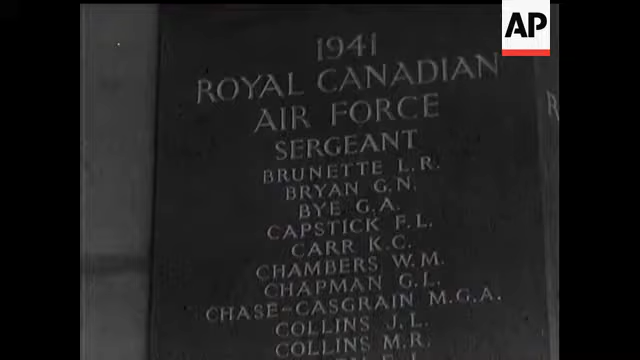 AP
1941
ROYAL CANADIAN
AIR FORCE
SERGEANT
BRUNETTE L.R.
BRYAN G.N.
BYE G.A.
CAPSTICK F.L.
CARR K.C.
CHAMBERS W.M.
CHAPMAN G.L.
CHASE-CASGRAIN M.G.A.
COLLINS J.L.
COLLINS M.R.